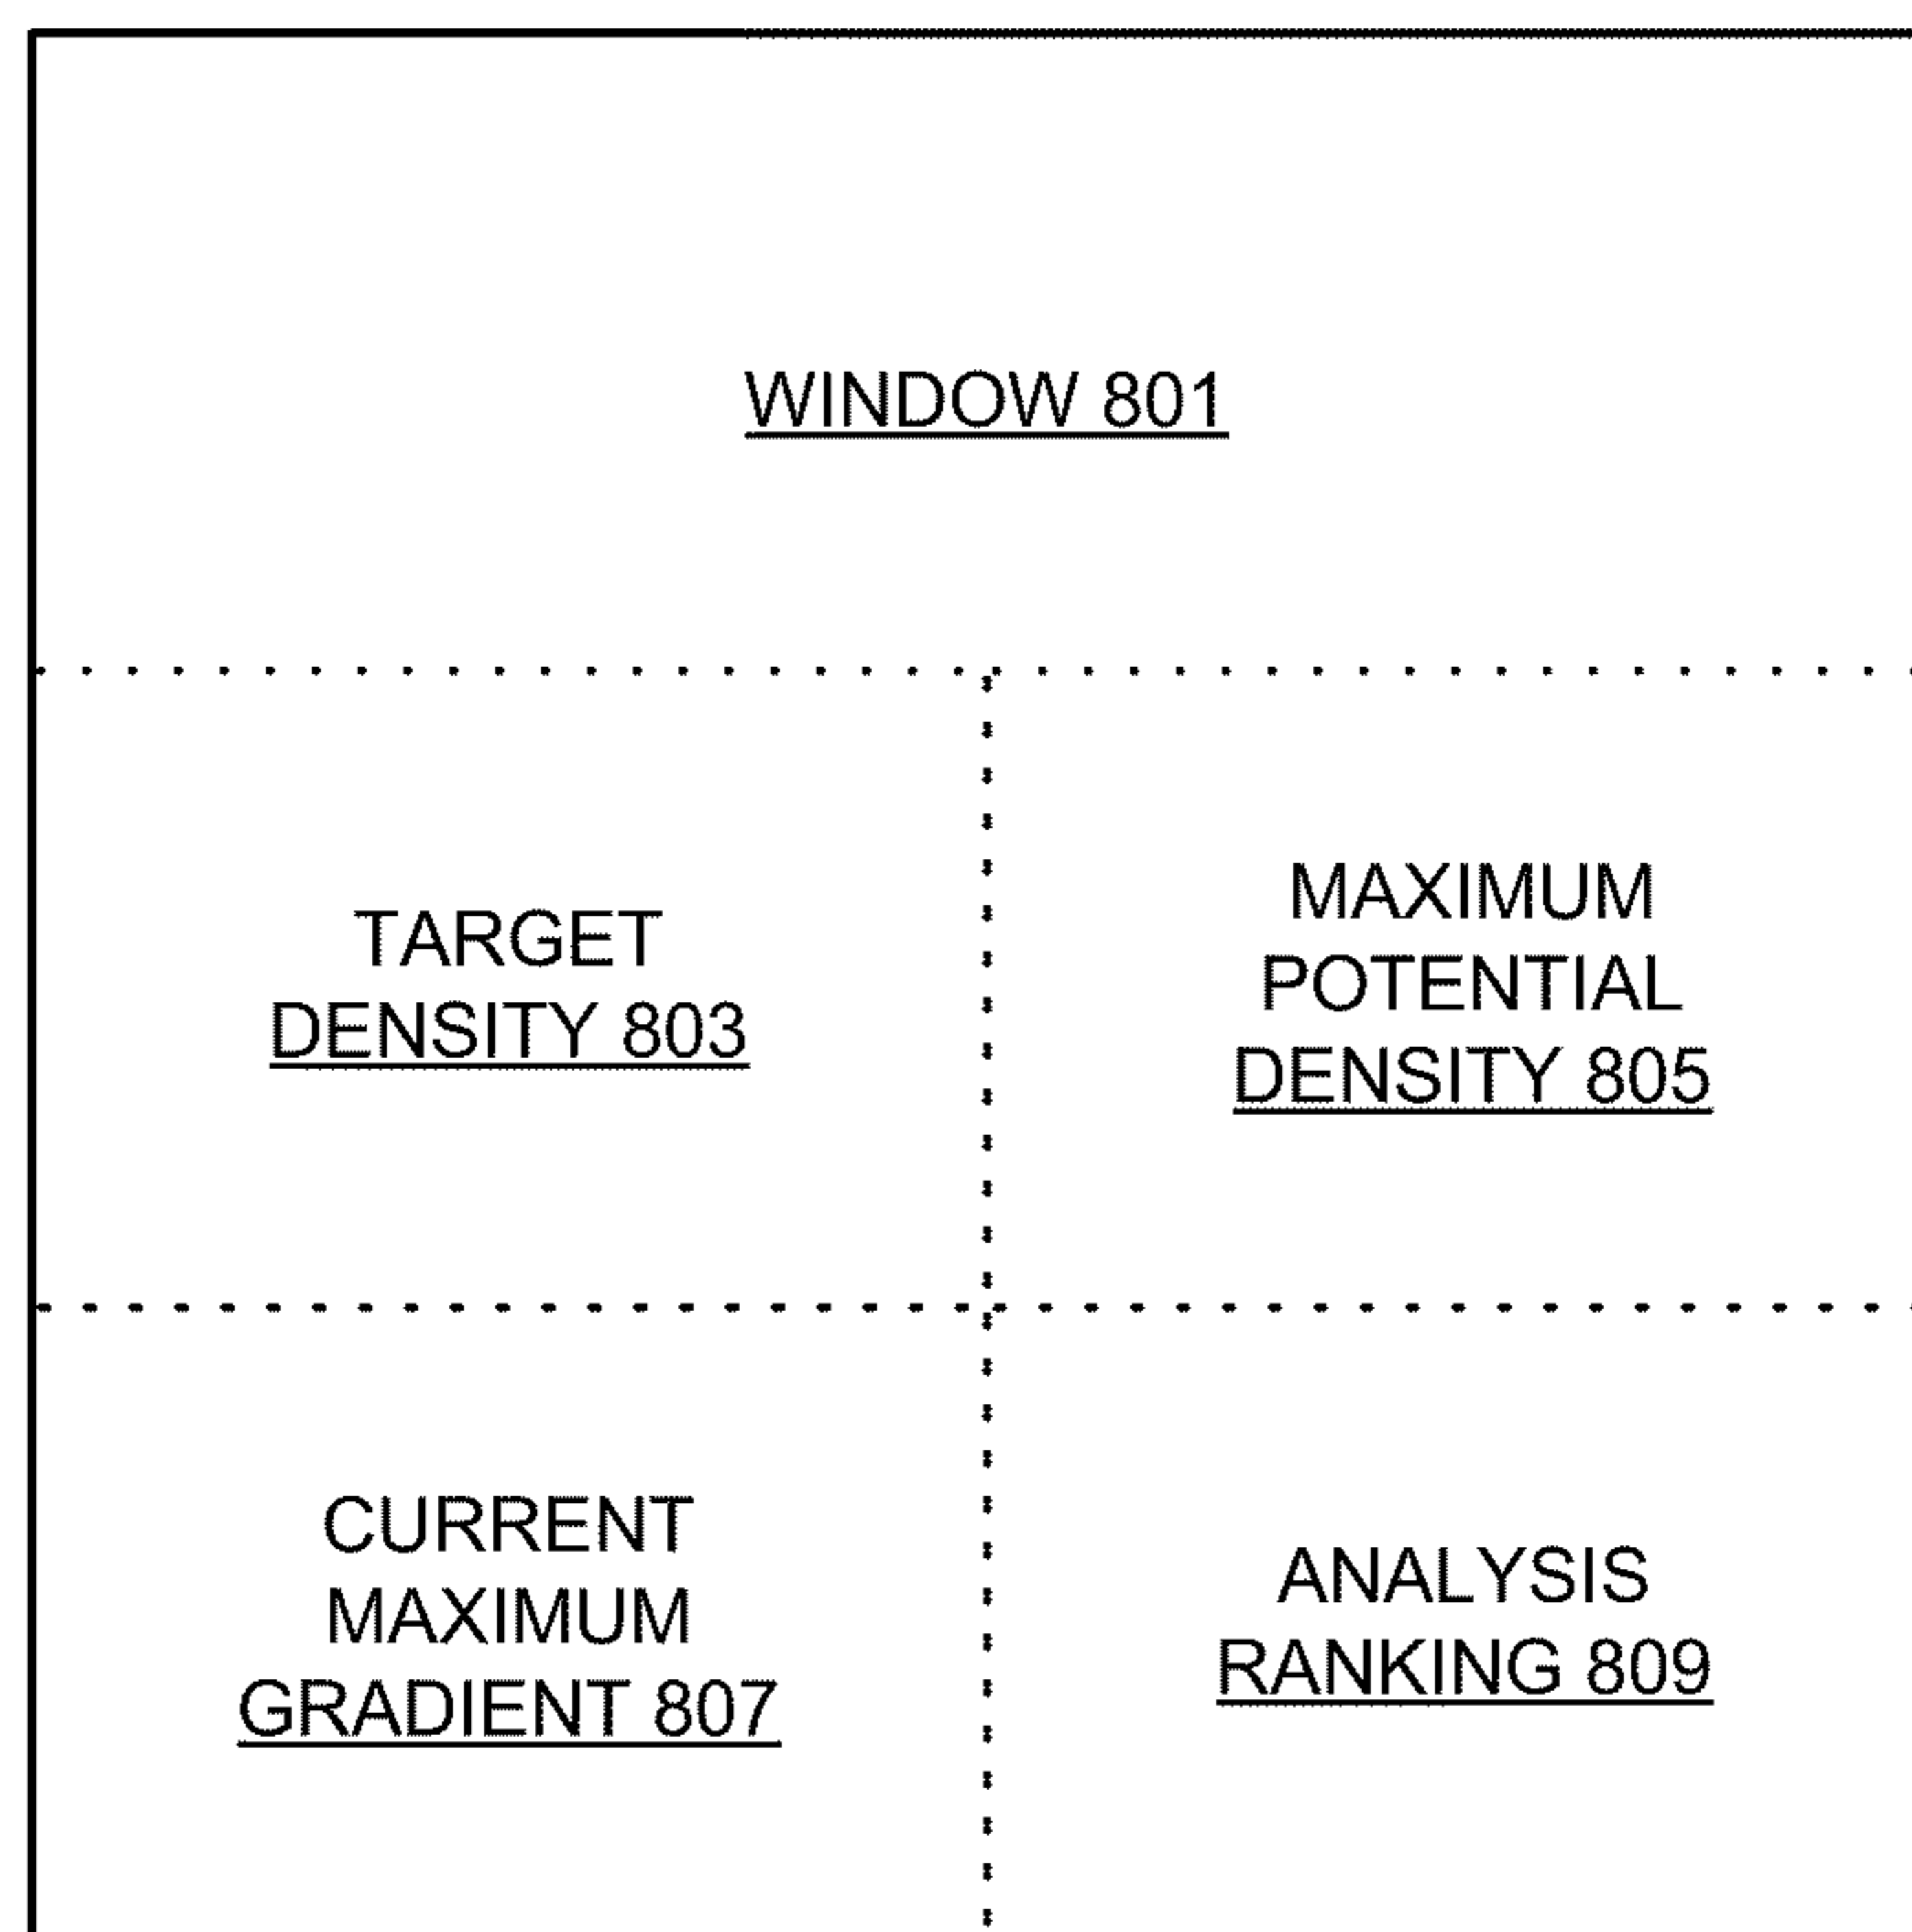 WINDOW 801
TARGET
DENSITY 803
MAXIMUM
POTENTIAL
DENSITY 805
CURRENT
MAXIMUM
GRADIENT 807
ANALYSIS
RANKING 809